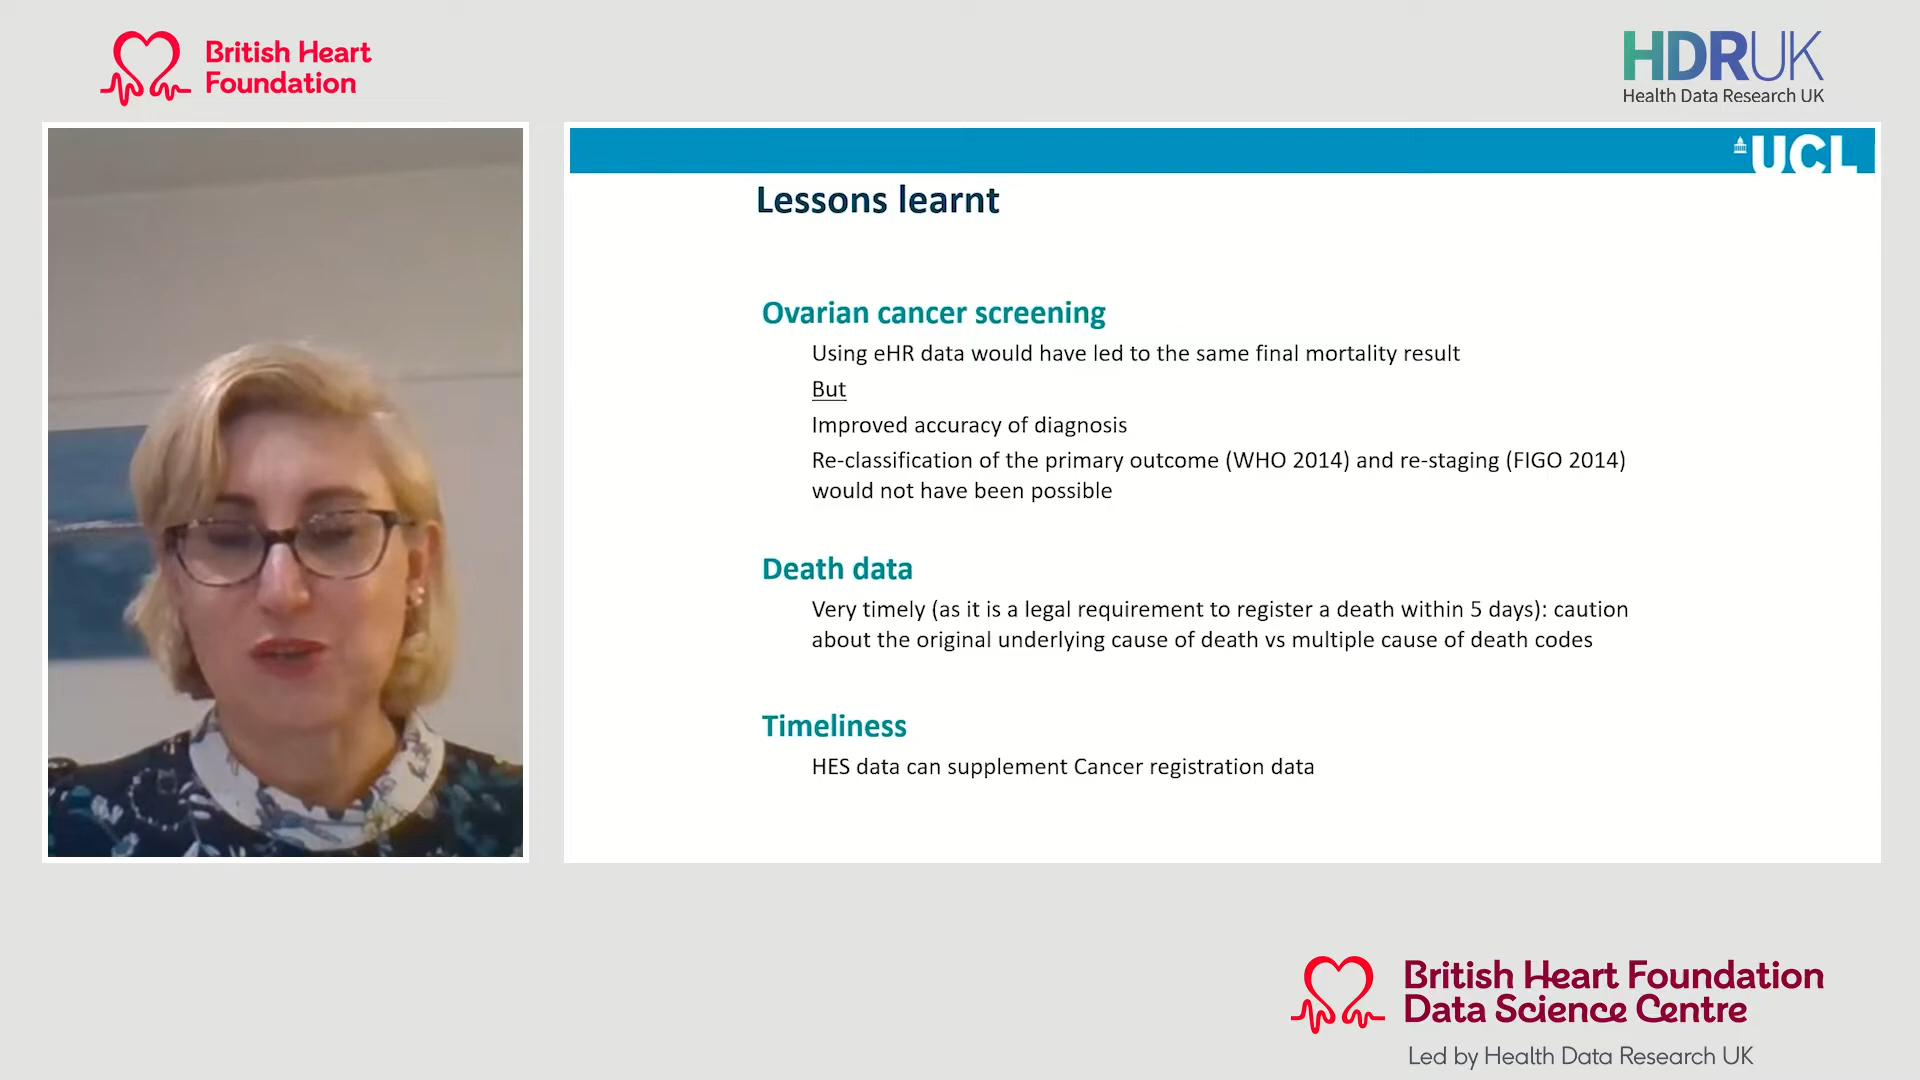 British Heart
Foundation
HDRUK
Health Data Research UK
UCL
Lessons learnt
Ovarian cancer screening
Using eHR data would have led to the same final mortality result
But
Improved accuracy of diagnosis
Re-classification of the primary outcome (WHO 2014) and re-staging (FIGO 2014)
would not have been possible
Death data
Very timely (as it is a legal requirement to register a death within 5 days): caution
about the original underlying cause of death vs multiple cause of death codes
Timeliness
HES data can supplement Cancer registration data
British Heart Foundation
Data Science Centre
Led by Health Data Research UK